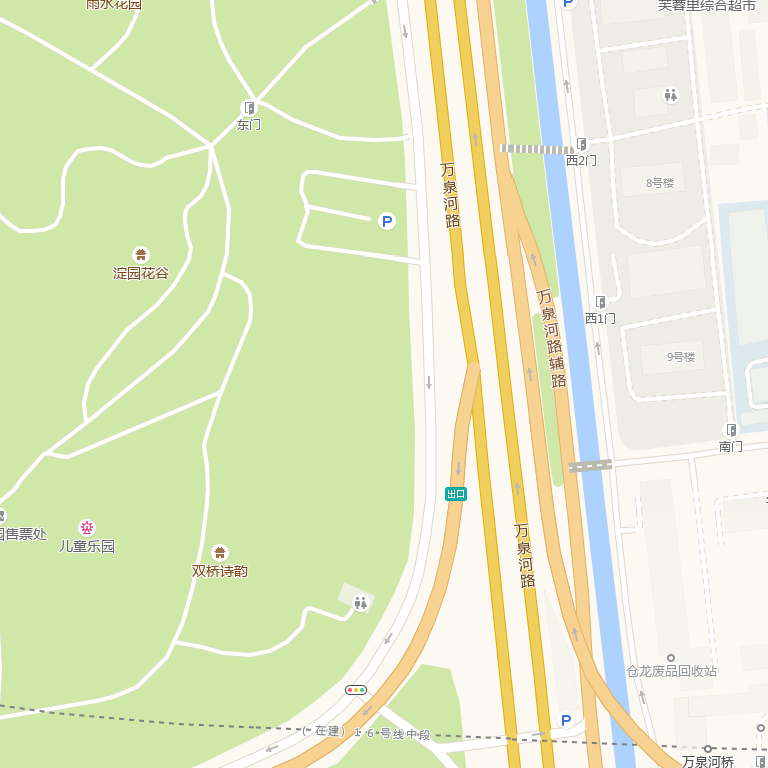 雨水花园
芙蓉里综合超市
P
东门
西2门
8号楼
万泉河路
P
淀园花谷
万泉河路辅路
西1门
9号楼
南门
出口
园售票处
儿童乐园
万泉河路
双桥诗韵
仓龙废品回收站
P
(在建)16号线中段
万泉河桥